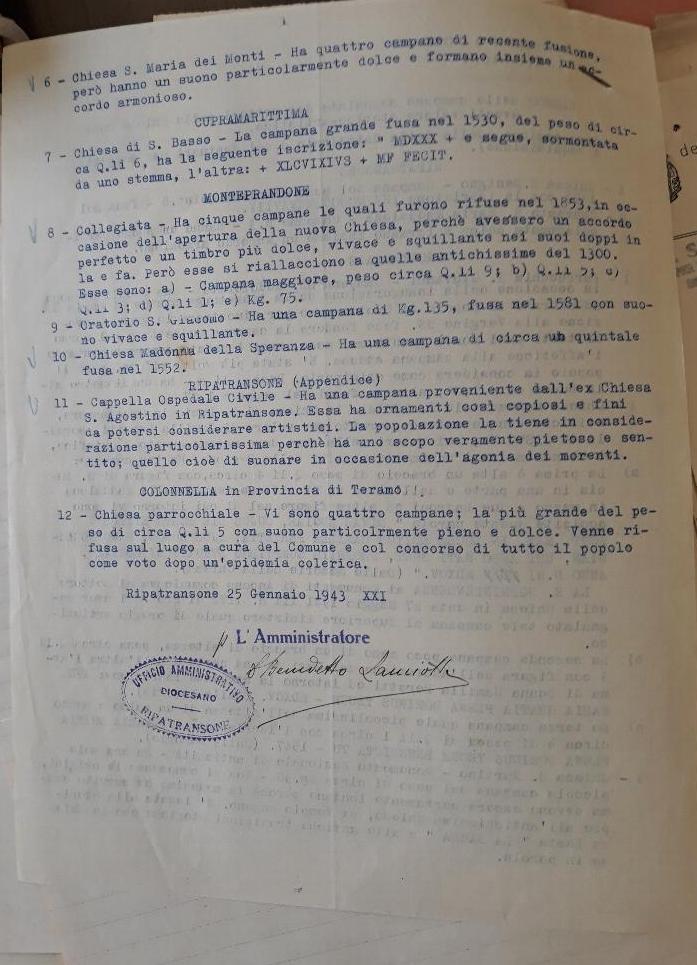 6 - Chiesa S. Maria dei Monti - Ha quattro campane di recente fusione,
però hanno un suono particolarmente dolce e formano insieme un ac-
cordo armonioso.
CUPRAMARITTIMA
7 - Chiesa di S. Basso - La campana grande fusa nel 1530, del peso di cir-
ca Q.li 6, ha la seguente iscrizione: " MDXXX + e segue, sormontata
da uno stemma, l'altra: + XLCVIXIVS + MF FECIT.
MONTEPRANDONE
8 - Collegiata - Ha cinque campane le quali furono rifuse nel 1853, in oc-
casione dell'apertura della nuova Chiesa, perchè avessero un accordo
perfetto e un timbro più dolce, vivace e squillante nei suoi doppi in
la e fa. Però esse si riallacciono a quelle antichissime del 1300.
Esse sono: a) - Campana maggiore, peso circa Q.li 9; b) Q.li 5; c)
Q.li 3; d) Q.li 1; e) Kg. 75.
9 - Oratorio S. Giacomo - Ha una campana di Kg.135, fusa nel 1581 con suo-
no vivace e squillante.
10 - Chiesa Madonna della Speranza - Ha una campana di circa un quintale
fusa nel 1552.
RIPATRANSONE (Appendice)
11 - Cappella Ospedale Civile - Ha una campana proveniente dall'ex Chiesa
S. Agostino in Ripatransone. Essa ha ornamenti così copiosi e fini
da potersi considerare artistici. La popolazione la tiene in conside-
razione particolarissima perchè ha uno scopo veramente pietoso e sen-
tito; quello cioè di suonare in occasione dell'agonia dei morenti.
COLONNELLA in Provincia di Teramo
12 - Chiesa parrocchiale - Vi sono quattro campane; la più grande del pe-
so di circa Q.li 5 con suono particolrmente pieno e dolce. Venne ri-
fusa sul luogo a cura del Comune e col concorso di tutto il popolo
come voto dopo un'epidemia colerica.
Ripatransone 25 Gennaio 1943 XXI
p L'Amministratore
Benedetto
UFFICIO AMMINISTRATIVO
DIOCESANO
RIPATRANSONE